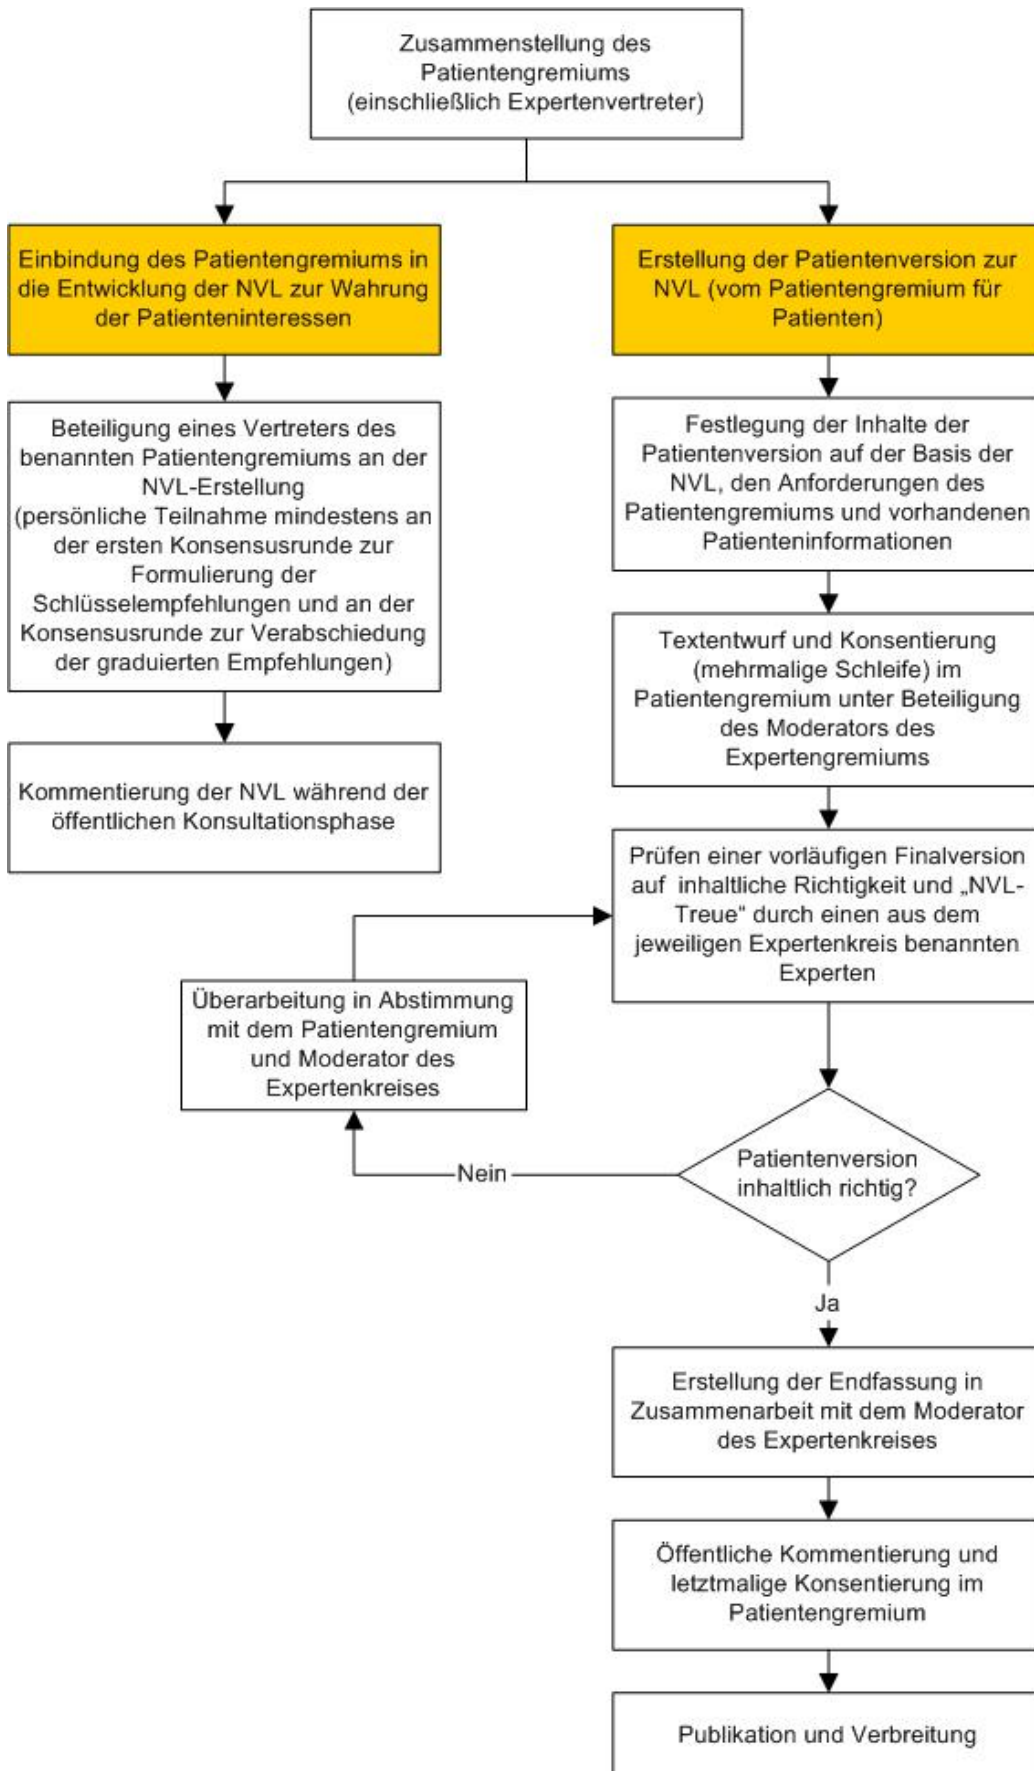 Zusammenstellung des
Patientengremiums
(einschließlich Expertenvertreter)
Einbindung des Patientengremiums in
die Entwicklung der NVL zur Wahrung
der Patienteninteressen
Beteiligung eines Vertreters des
benannten Patientengremiums an der
NVL-Erstellung
(persönliche Teilnahme mindestens an
der ersten Konsensusrunde zur
Formulierung der
Schlüsselempfehlungen und an der
Konsensusrunde zur Verabschiedung
der graduierten Empfehlungen)
Kommentierung der NVL während der
öffentlichen Konsultationsphase
Erstellung der Patientenversion zur
NVL (vom Patientengremium für
Patienten)
Festlegung der Inhalte der
Patientenversion auf der Basis der
NVL, den Anforderungen des
Patientengremiums und vorhandenen
Patienteninformationen
Textentwurf und Konsentierung
(mehrmalige Schleife) im
Patientengremium unter Beteiligung
des Moderators des
Expertengremiums
Prüfen einer vorläufigen Finalversion
auf inhaltliche Richtigkeit und „NVL-
Treue“ durch einen aus dem
jeweiligen Expertenkreis benannten
Experten
Überarbeitung in Abstimmung
mit dem Patientengremium
und Moderator des
Expertenkreises
Patientenversion
inhaltlich richtig?
Nein
Ja
Erstellung der Endfassung in
Zusammenarbeit mit dem Moderator
des Expertenkreises
Öffentliche Kommentierung und
letztmalige Konsentierung im
Patientengremium
Publikation und Verbreitung